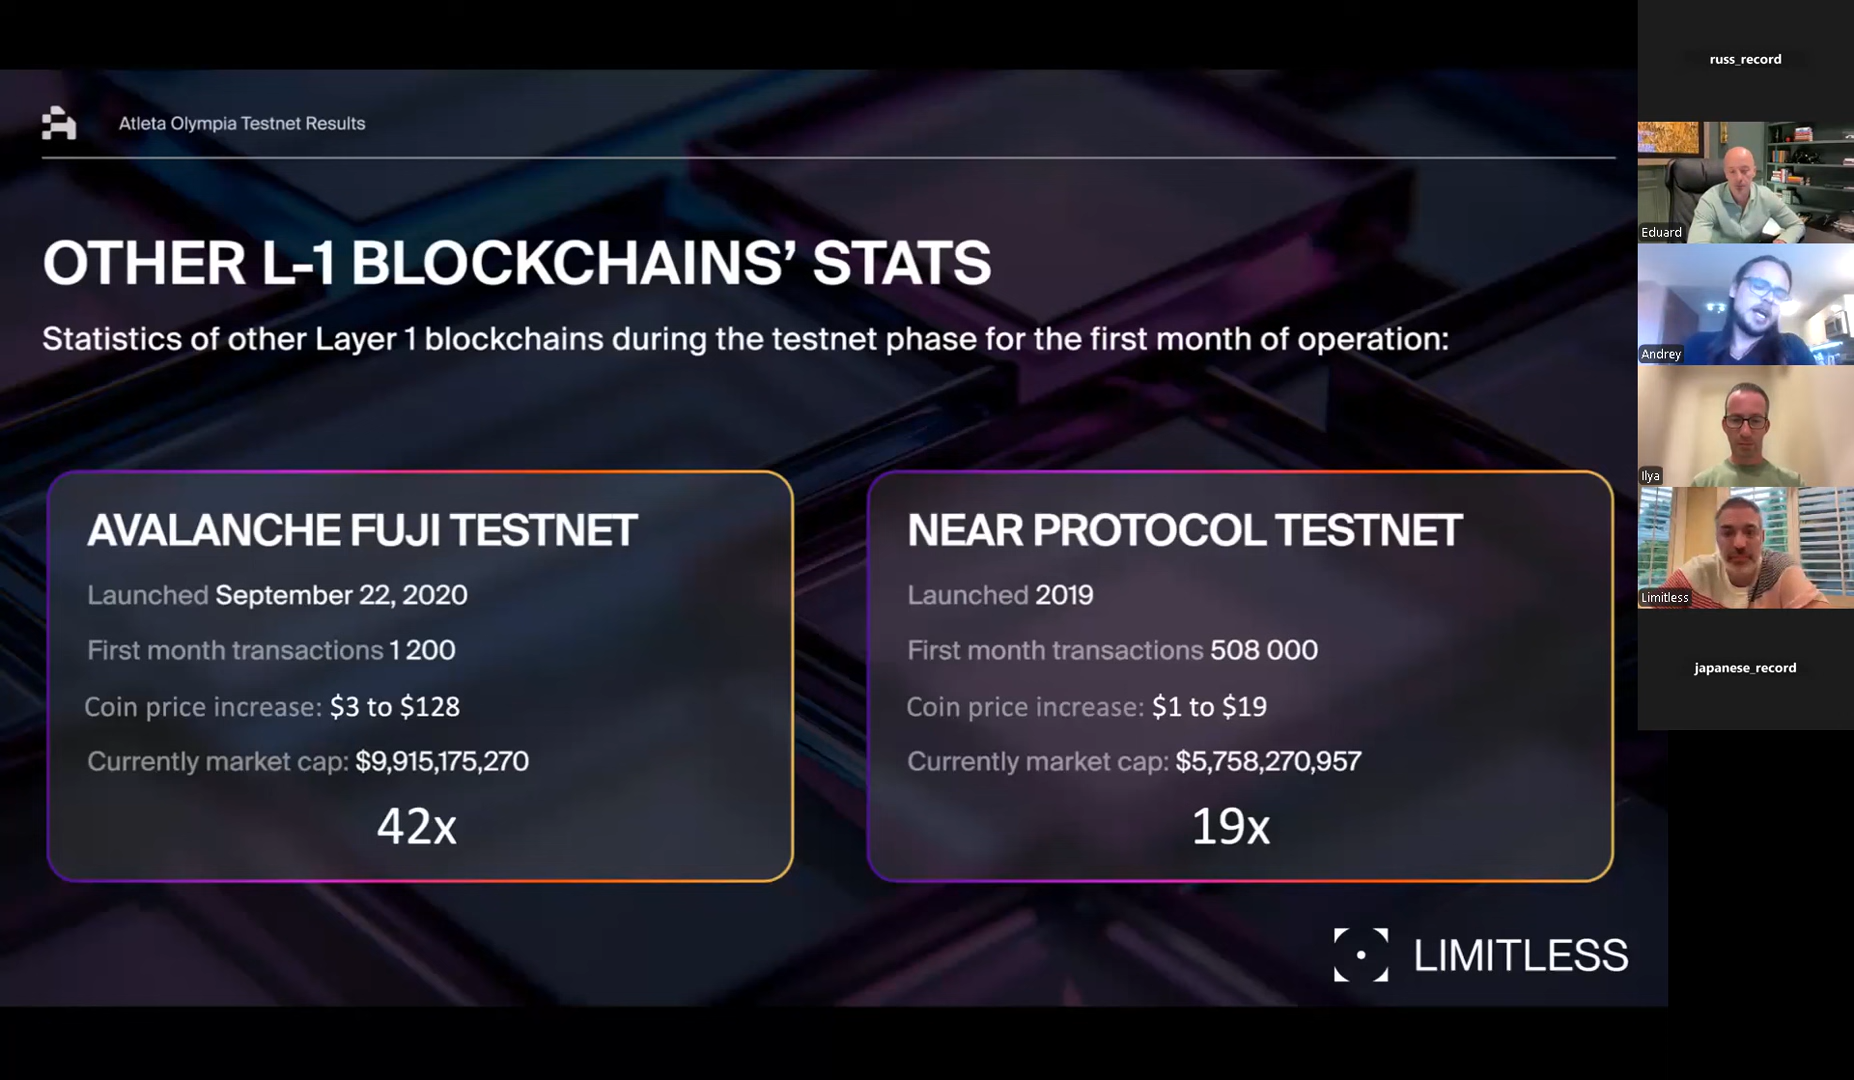 Atleta Olympia Testnet Results
OTHER L-1 BLOCKCHAINS’ STATS
Statistics of other Layer 1 blockchains during the testnet phase for the first month of operation:
AVALANCHE FUJI TESTNET
Launched September 22, 2020
First month transactions 1 200
Coin price increase: $3 to $128
Currently market cap: $9,915,175,270
42x
NEAR PROTOCOL TESTNET
Launched 2019
First month transactions 508 000
Coin price increase: $1 to $19
Currently market cap: $5,758,270,957
19x
LIMITLESS
russ_record
Eduard
Andrey
Ilya
Limitless
japanese_record